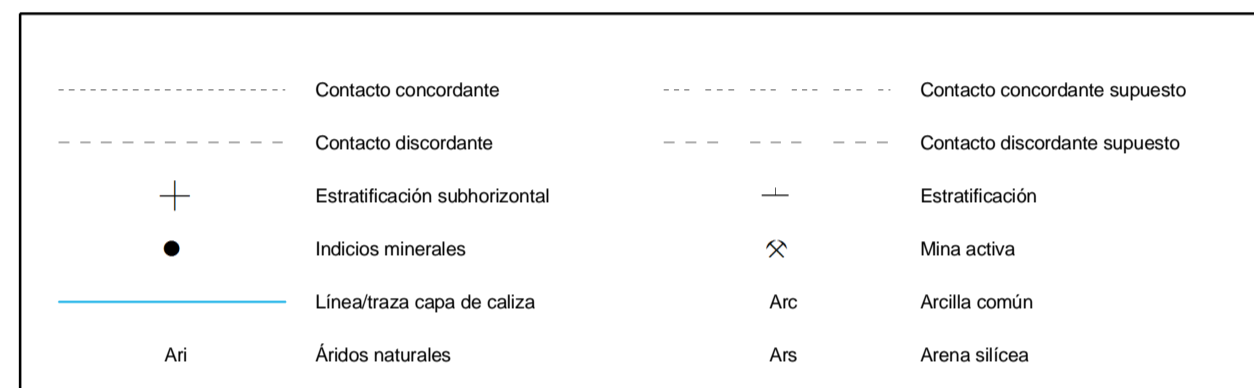 Contacto concordante
Contacto concordante supuesto
Contacto discordante
Contacto discordante supuesto
Estratificación subhorizontal
Estratificación
Indicios minerales
Mina activa
Línea/traza capa de caliza
Arc Arcilla común
Ari Áridos naturales
Ars Arena silícea